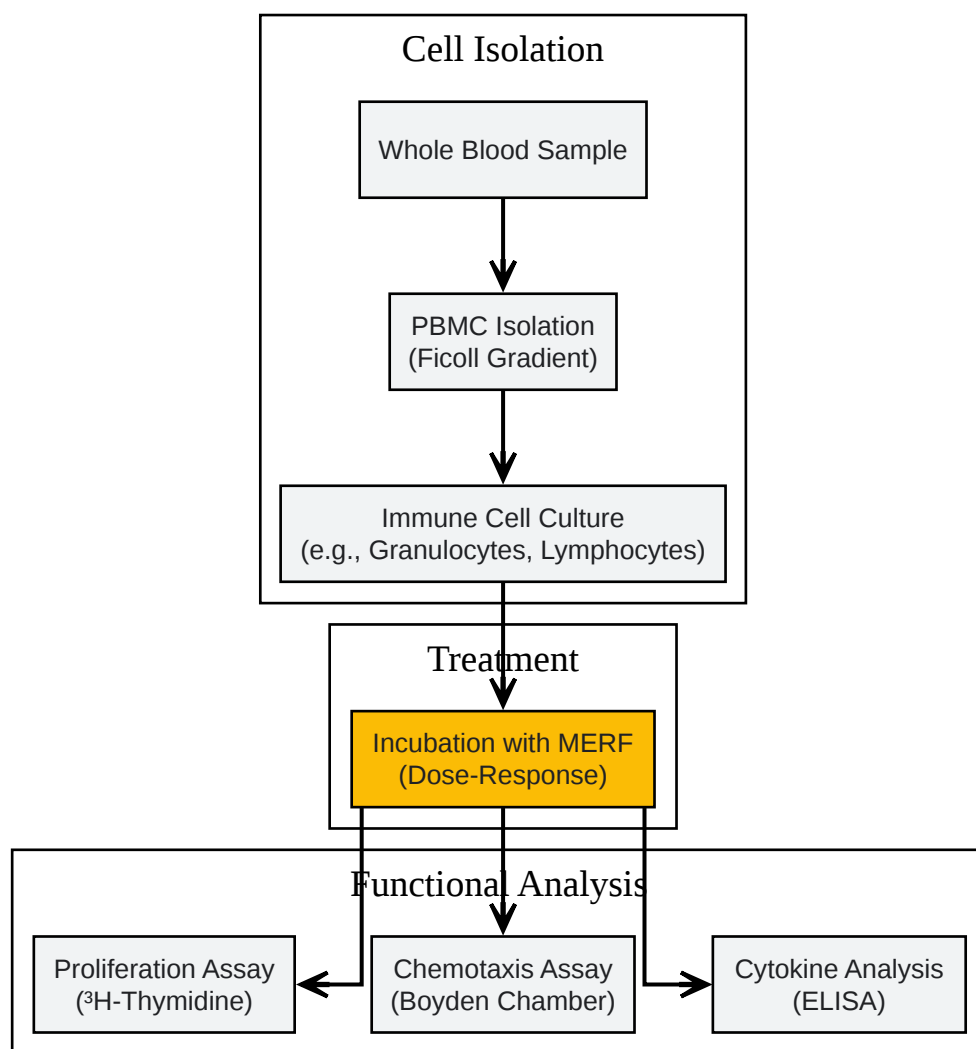 Cell Isolation
Whole Blood Sample
PBMC Isolation
(Ficoll Gradient)
Immune Cell Culture
(e.g., Granulocytes, Lymphocytes)
Treatment
Incubation with MERF
(Dose-Response)
Functional Analysis
Proliferation Assay
(³H-Thymidine)
Chemotaxis Assay
(Boyden Chamber)
Cytokine Analysis
(ELISA)